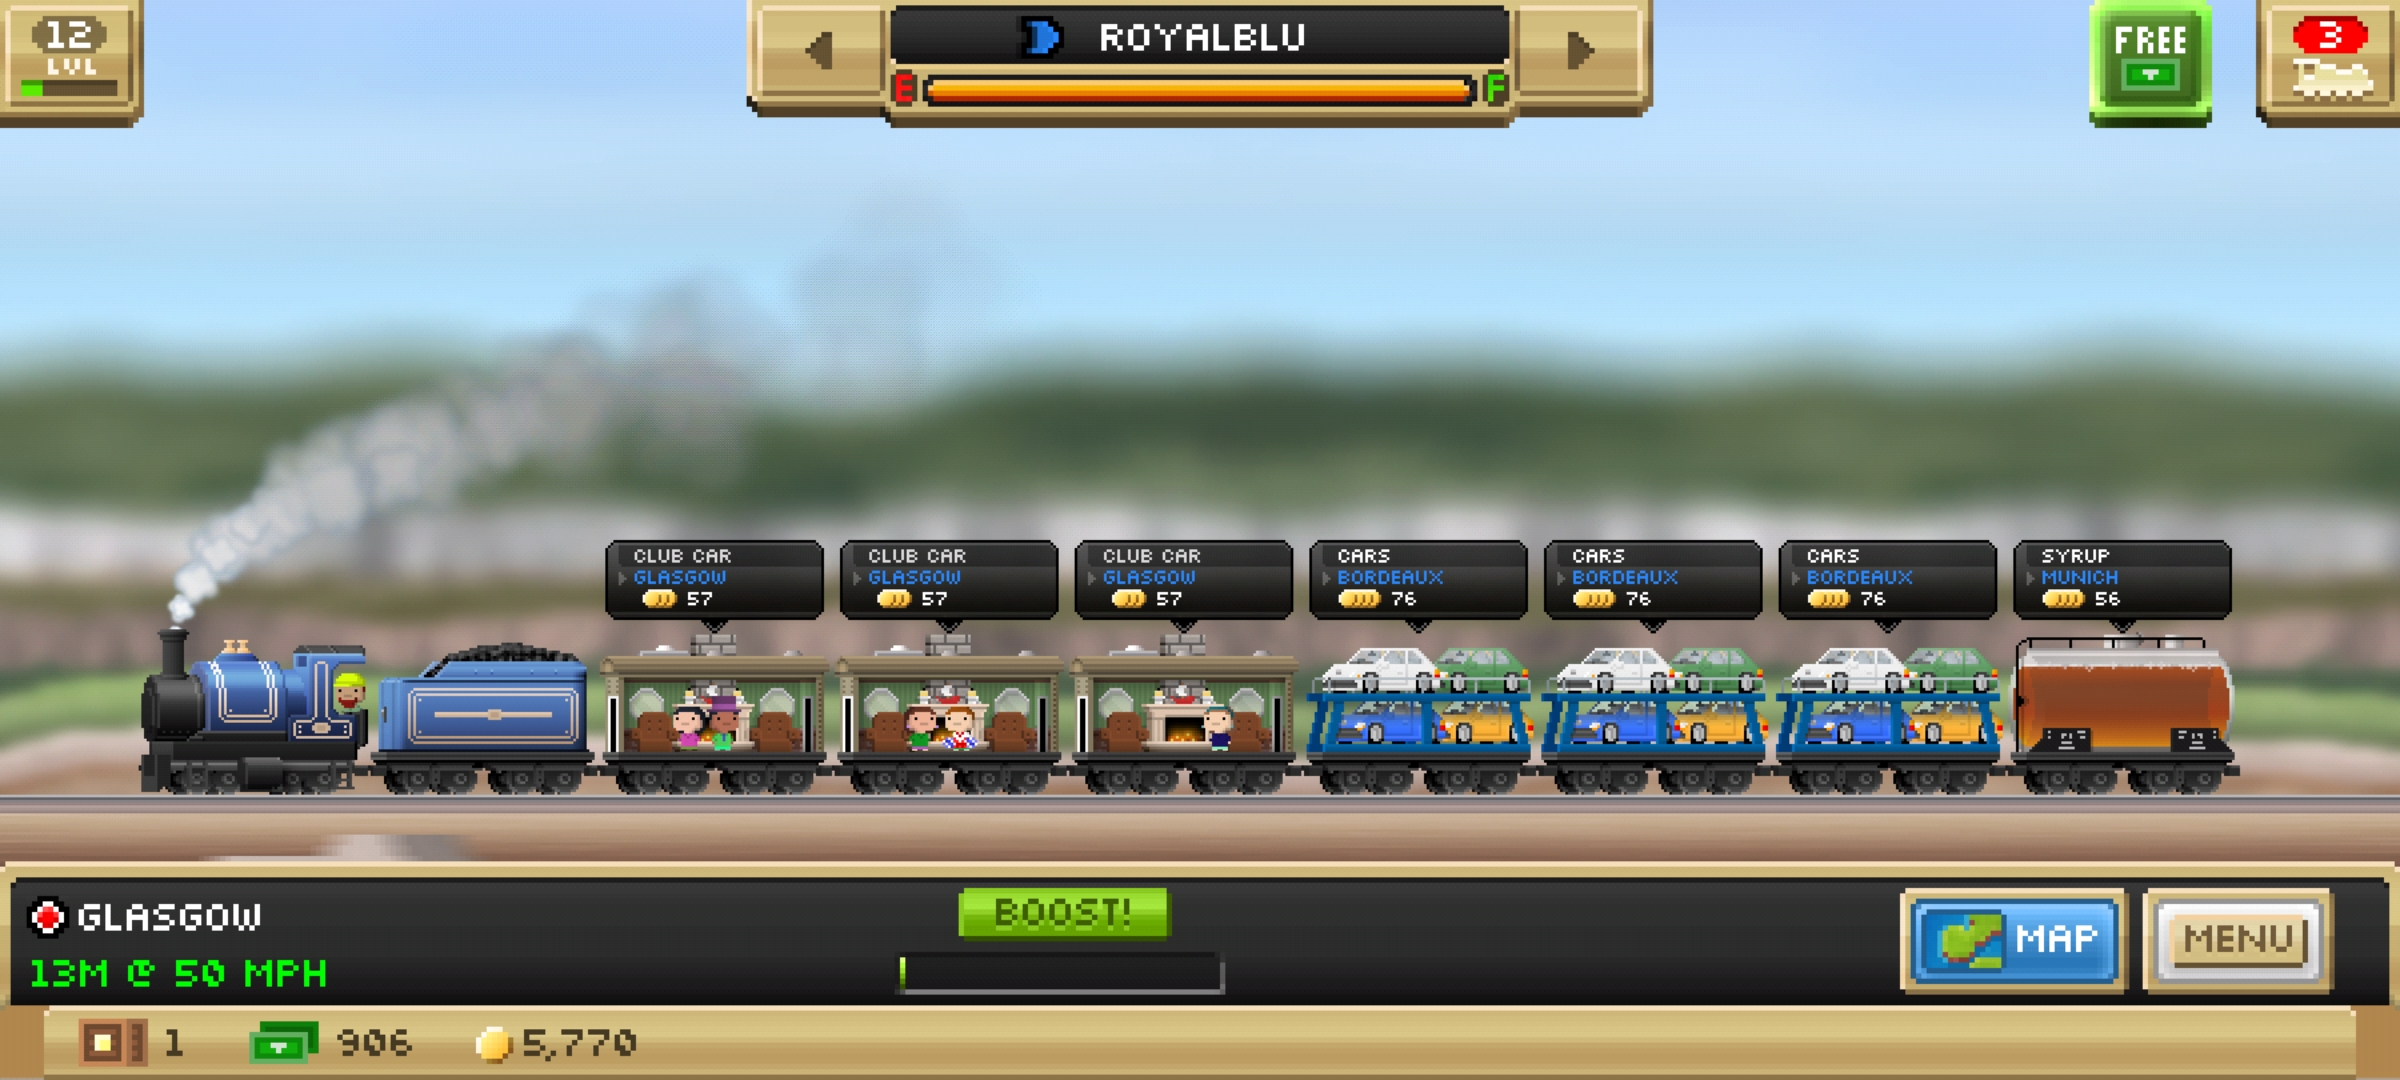 12
LVL
ROYALBLU
E
F
FREE
3
CLUB CAR
GLASGOW
57
CLUB CAR
GLASGOW
57
CLUB CAR
GLASGOW
57
CARS
BORDEAUX
76
CARS
BORDEAUX
76
CARS
BORDEAUX
76
SYRUP
MUNICH
56
GLASGOW
13M @ 50 MPH
BOOST!
MAP
MENU
1
906
5,770